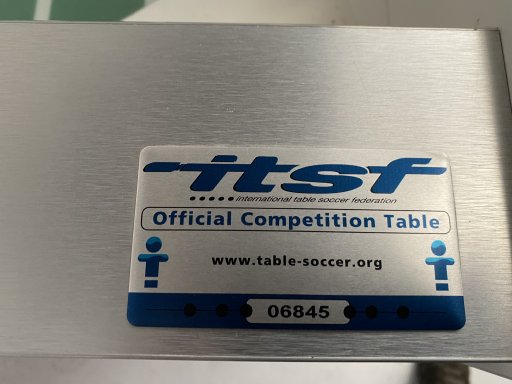 itsf
international table soccer federation
Official Competition Table
www.table-soccer.org
06845